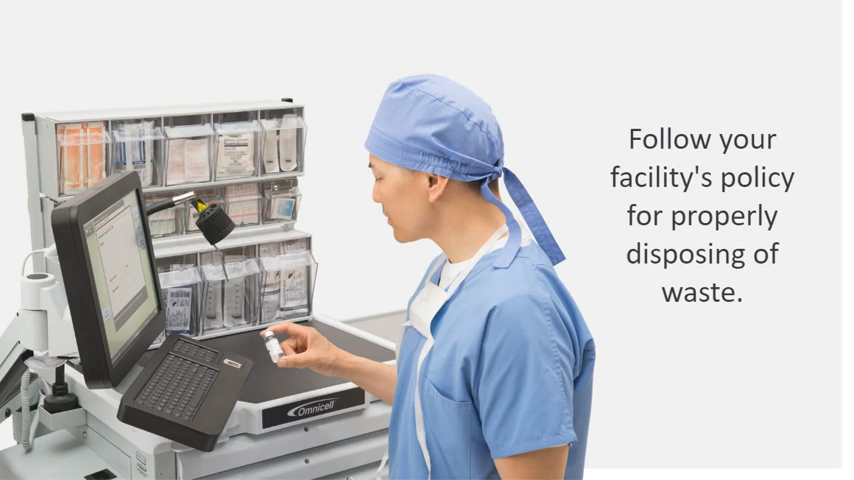 Follow your
facility's policy
for properly
disposing of
waste.
Omnicell